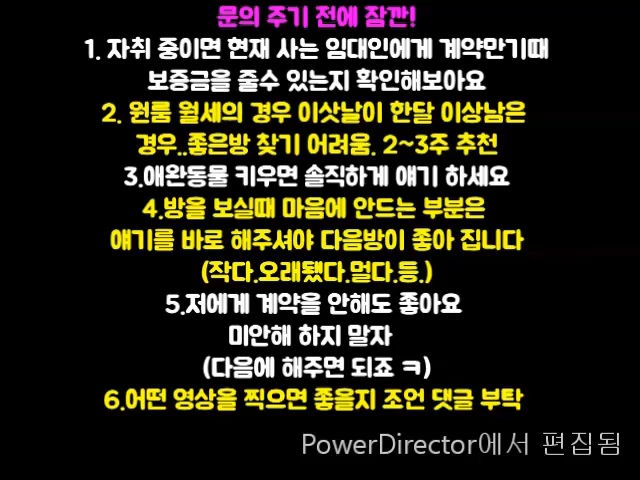 문의 주기 전에 잠깐!
1. 자취 중이면 현재 사는 임대인에게 계약만기때
보증금을 줄수 있는지 확인해보아요
2. 원룸 월세의 경우 이삿날이 한달 이상남은
경우..좋은방 찾기 어려움. 2~3주 추천
3.애완동물 키우면 솔직하게 얘기 하세요
4.방을 보실때 마음에 안드는 부분은
얘기를 바로 해주셔야 다음방이 좋아 집니다
(작다.오래됐다.멀다.등.)
5.저에게 계약을 안해도 좋아요
미안해 하지 말자
(다음에 해주면 되죠 ㅋ)
6.어떤 영상을 찍으면 좋을지 조언 댓글 부탁
PowerDirector에서 편집됨